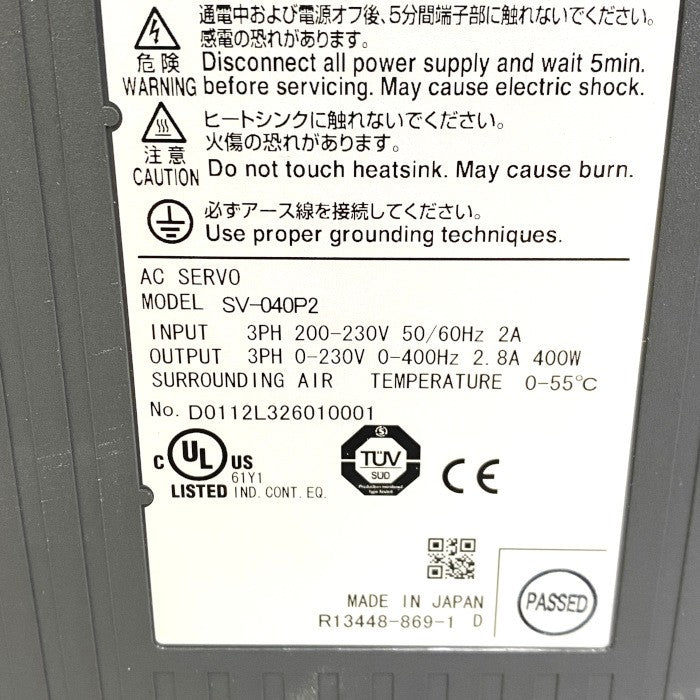 通電中および電源オフ後、5分間端子部に触れないでください。
感電の恐れがあります。
危険 Disconnect all power supply and wait 5min.
WARNING before servicing. May cause electric shock.
ヒートシンクに触れないでください。
火傷の恐れがあります。
注意
CAUTION Do not touch heatsink. May cause burn.
必ずアース線を接続してください。
Use proper grounding techniques.
AC SERVO
MODEL SV-040P2
INPUT 3PH 200-230V 50/60Hz 2A
OUTPUT 3PH 0-230V 0-400Hz 2.8A 400W
SURROUNDING AIR TEMPERATURE 0-55℃
No. D0112L326010001
C UL US
61Y1
LISTED IND. CONT. EQ.
TÜV
SÜD
Production monitored
type tested
CE
MADE IN JAPAN
R13448-869-1 D
PASSED